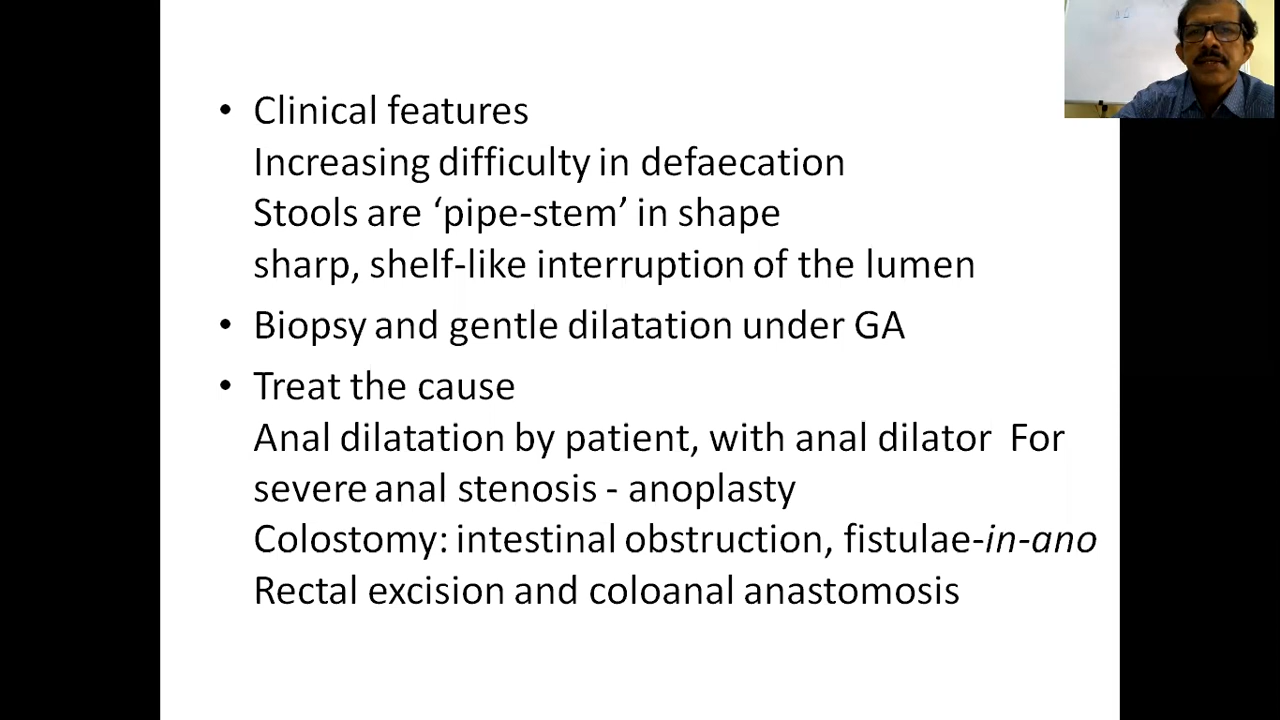 • Clinical features
Increasing difficulty in defaecation
Stools are ‘pipe-stem’ in shape
sharp, shelf-like interruption of the lumen
• Biopsy and gentle dilatation under GA
• Treat the cause
Anal dilatation by patient, with anal dilator For
severe anal stenosis - anoplasty
Colostomy: intestinal obstruction, fistulae-in-ano
Rectal excision and coloanal anastomosis